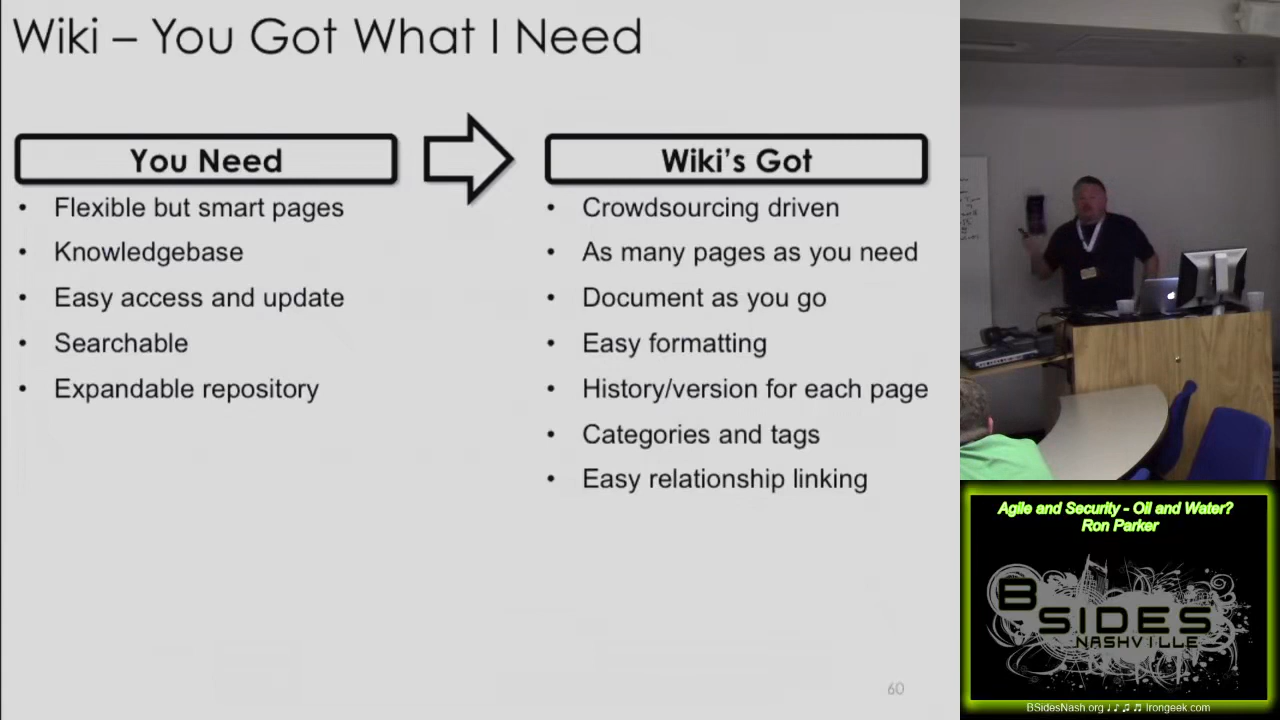 Wiki – You Got What I Need
You Need
Flexible but smart pages
Knowledgebase
Easy access and update
Searchable
Expandable repository
Wiki's Got
Crowdsourcing driven
As many pages as you need
Document as you go
Easy formatting
History/version for each page
Categories and tags
Easy relationship linking
60
Agile and Security - Oil and Water?
Ron Parker
BSIDES
NASHVILLE
BSidesNash.org ♩♪♫♬ Irongeek.com